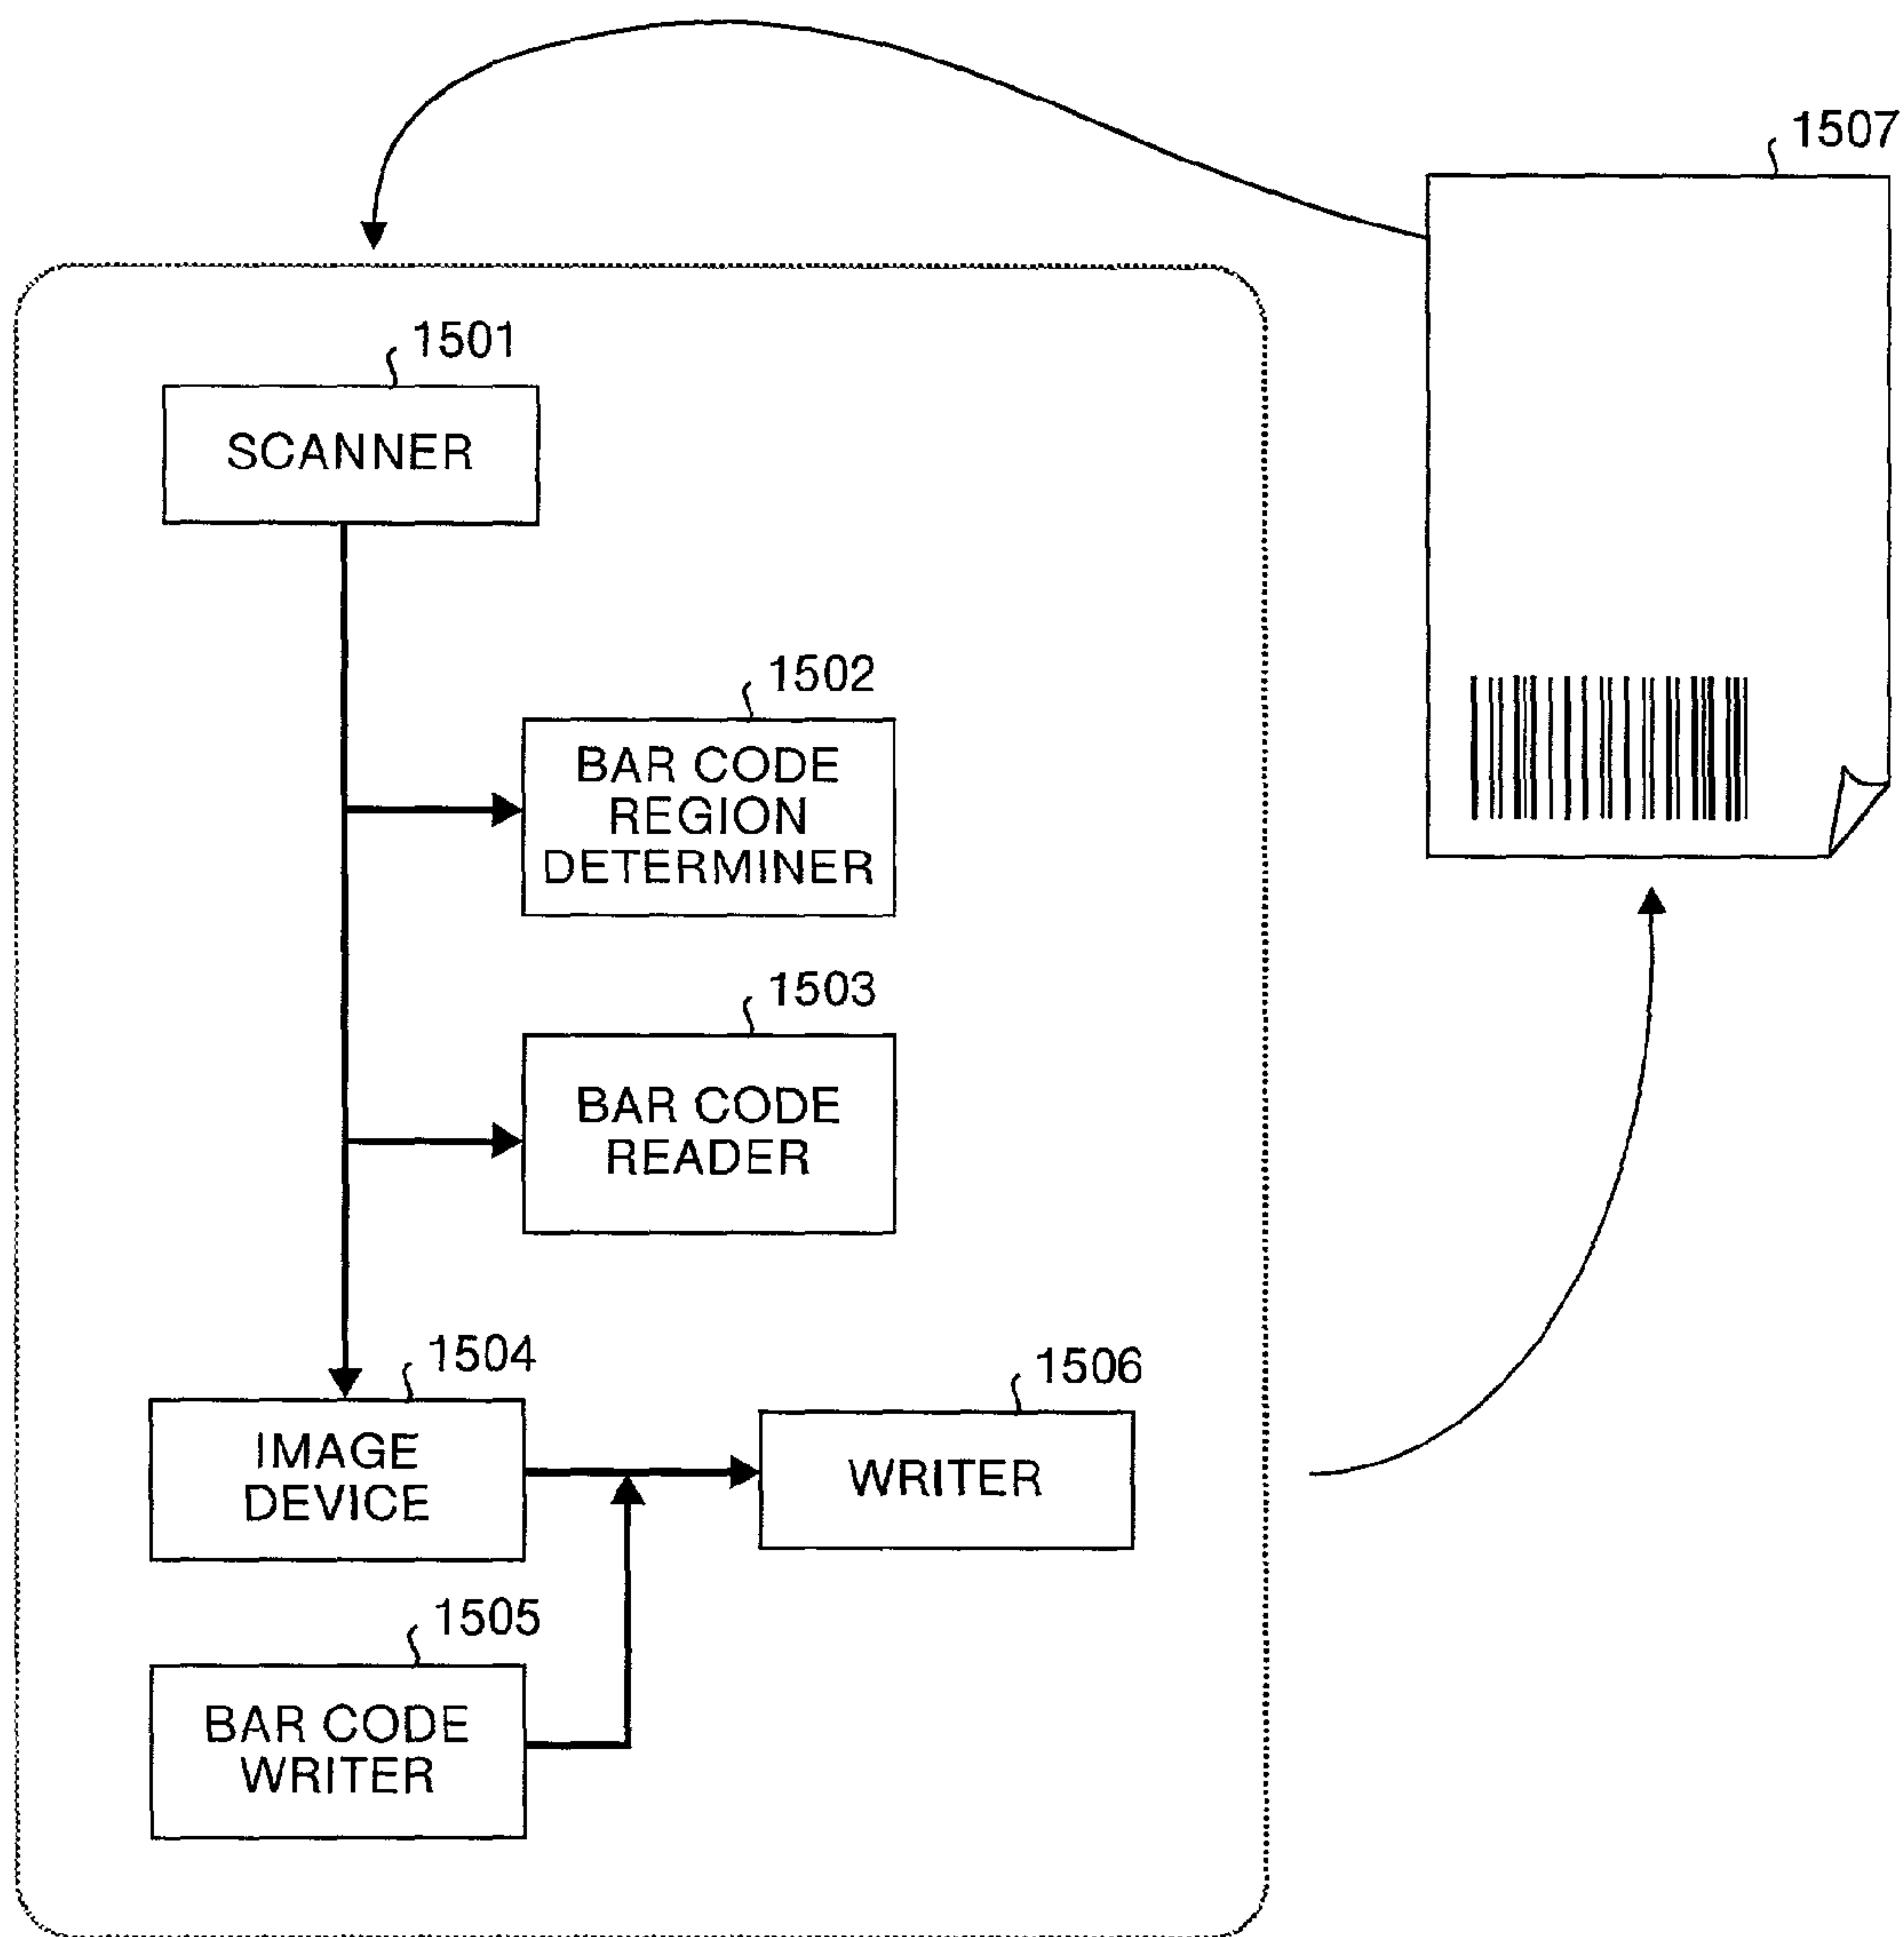 1507
1501
SCANNER
1502
BAR CODE
REGION
DETERMINER
1503
BAR CODE
READER
1504
IMAGE
DEVICE
1506
WRITER
1505
BAR CODE
WRITER